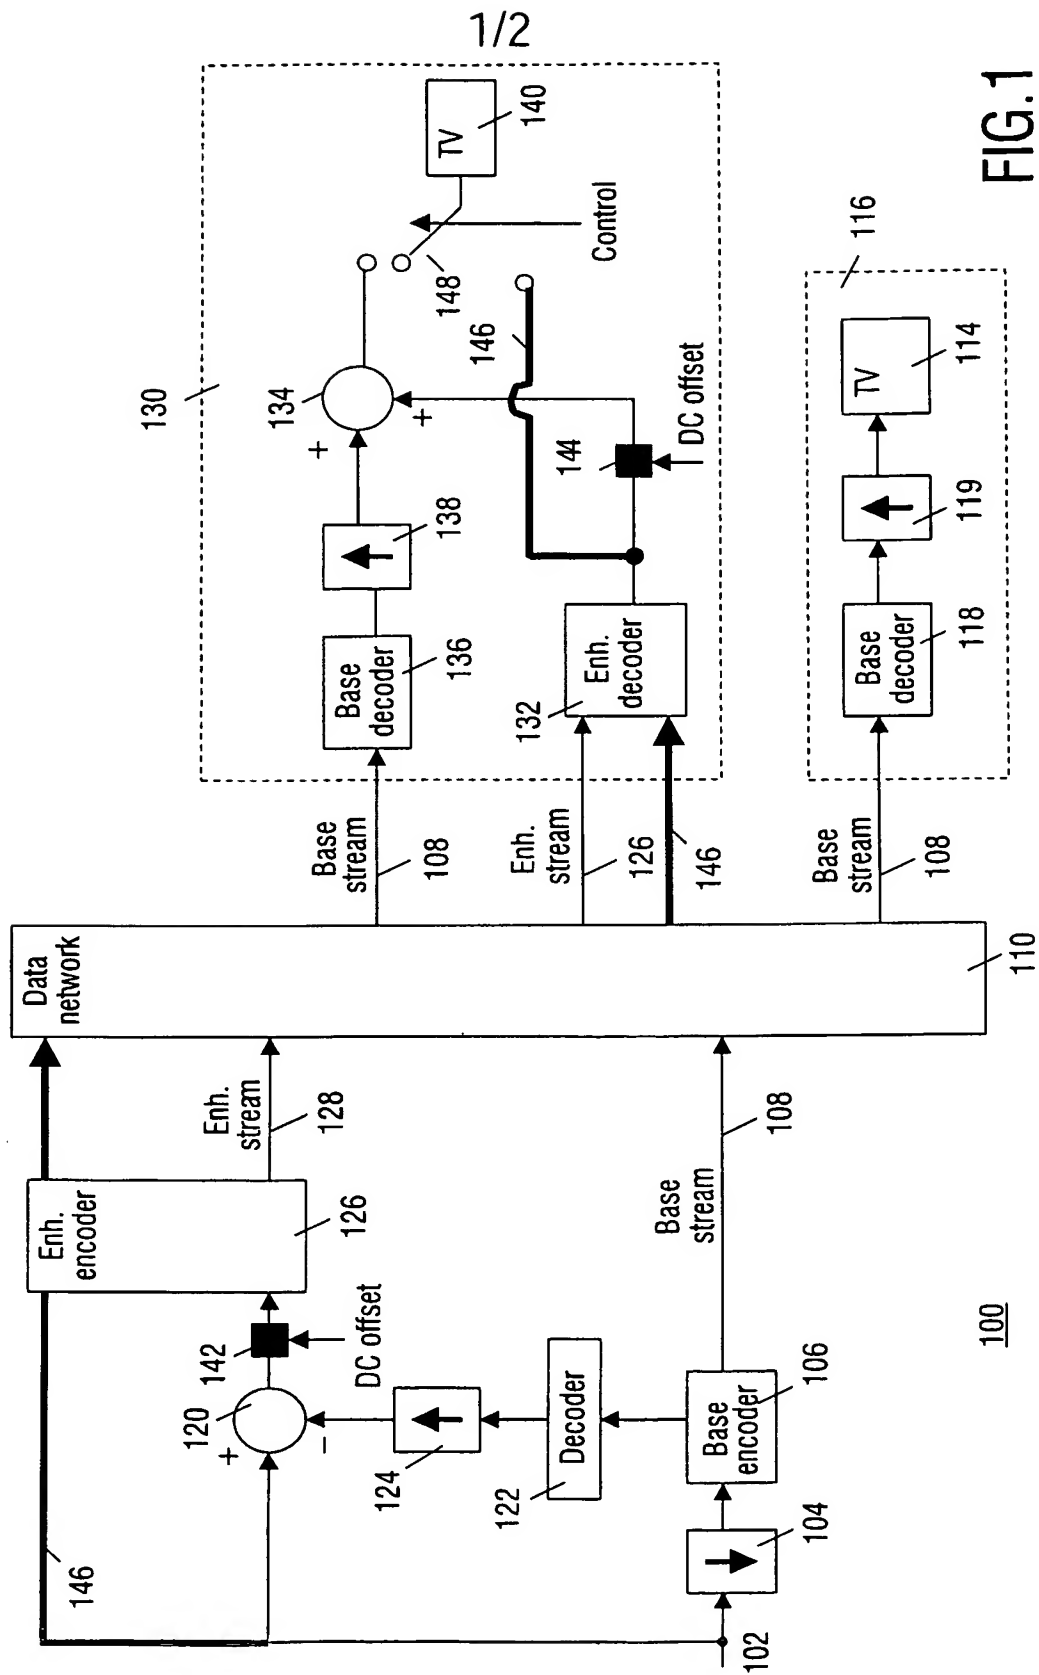 1/2
130
134
+
+
138
Base
decoder
136
TV
140
148
Control
146
144
DC offset
Enh.
decoder
132
116
TV
114
119
Base
decoder
118
Base
stream
108
Enh.
stream
126
146
Base
stream
108
Data
network
110
Enh.
stream
128
Enh.
encoder
126
142
DC offset
120
+
–
124
Decoder
122
Base
stream
108
Base
encoder
106
104
102
146
100
FIG.1